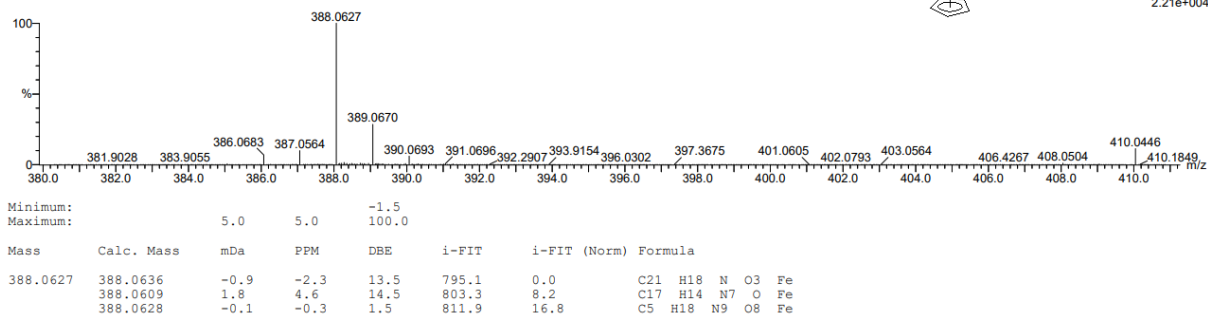 2.21e+004
100
388.0627
%
389.0670
386.0683
387.0564
390.0693
391.0696
393.9154
397.3675
401.0605
403.0564
410.0446
381.9028
383.9055
392.2907
396.0302
402.0793
406.4267
408.0504
410.1849
0
m/z
380.0 382.0 384.0 386.0 388.0 390.0 392.0 394.0 396.0 398.0 400.0 402.0 404.0 406.0 408.0 410.0
Minimum: -1.5
Maximum: 5.0 5.0 100.0
Mass Calc. Mass mDa PPM DBE i-FIT i-FIT (Norm) Formula
388.0627 388.0636 -0.9 -2.3 13.5 795.1 0.0 C21 H18 N O3 Fe
388.0609 1.8 4.6 14.5 803.3 8.2 C17 H14 N7 O Fe
388.0628 -0.1 -0.3 1.5 811.9 16.8 C5 H18 N9 O8 Fe